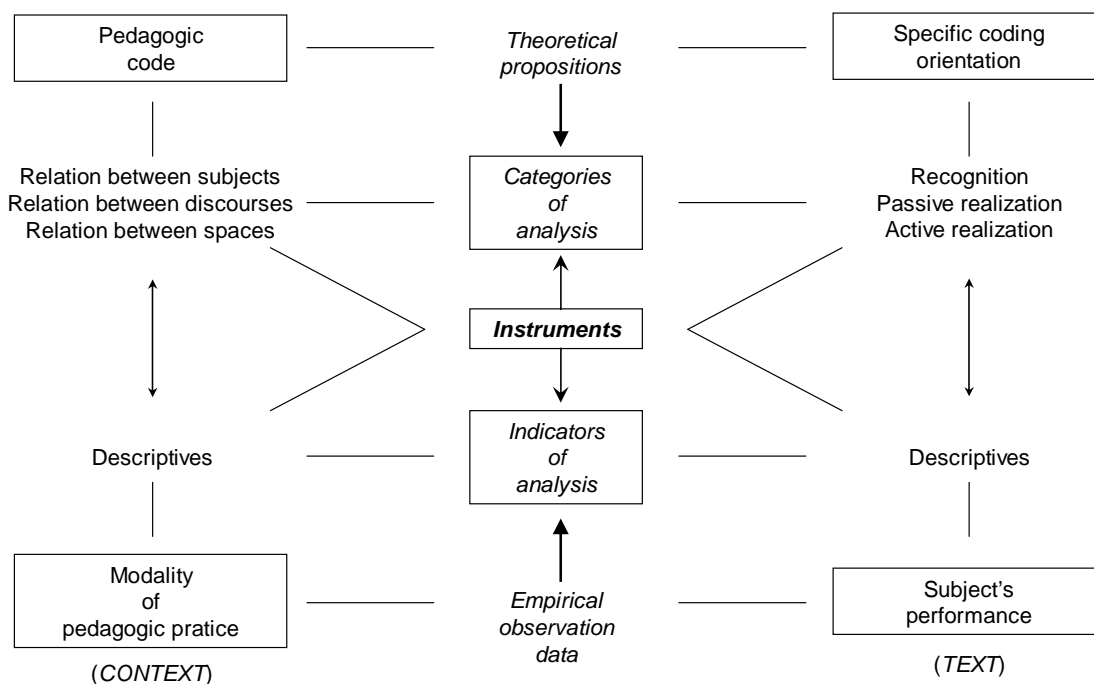 Pedagogic
code
Theoretical
propositions
Specific coding
orientation
Relation between subjects
Relation between discourses
Relation between spaces
Categories
of
analysis
Recognition
Passive realization
Active realization
Instruments
Descriptives
Indicators
of
analysis
Descriptives
Modality
of
pedagogic pratice
(CONTEXT)
Empirical
observation
data
Subject's
performance
(TEXT)